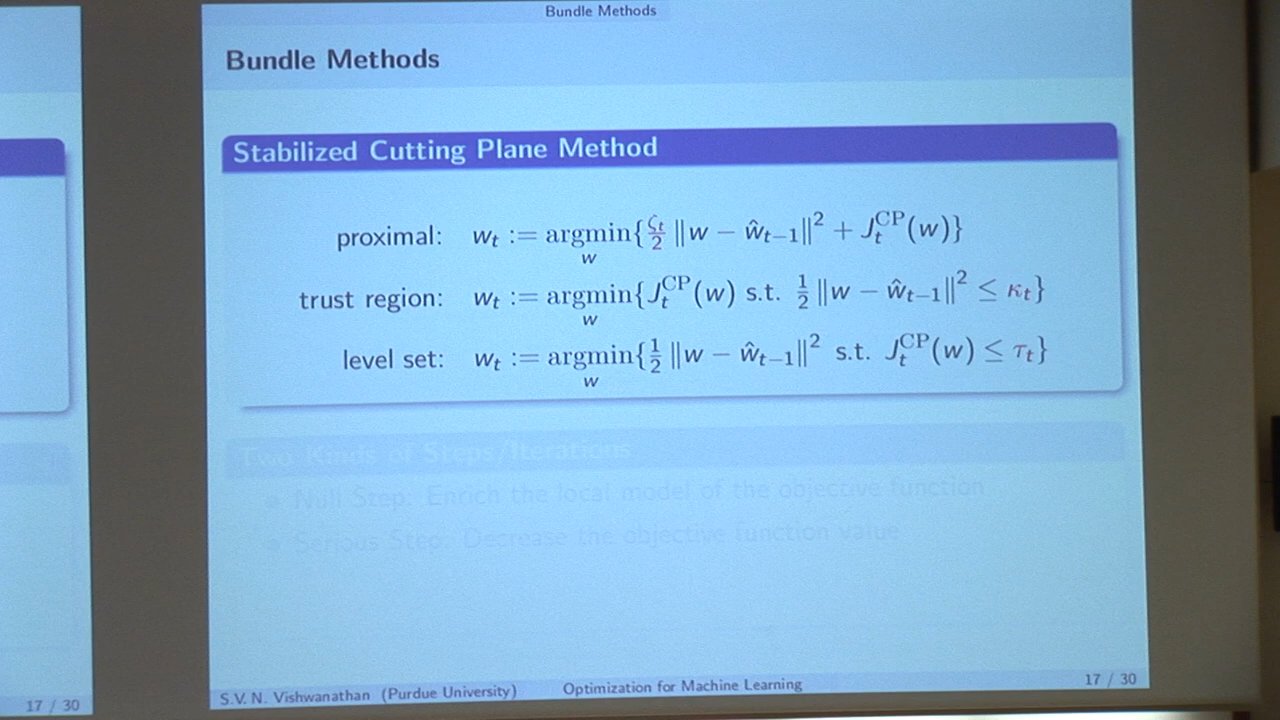 Bundle Methods
Bundle Methods
Stabilized Cutting Plane Method
proximal: w_t := argmin_w{ζ_t/2 ‖w − ŵ_{t−1}‖² + J_t^CP(w)}
trust region: w_t := argmin_w{J_t^CP(w) s.t. 1/2 ‖w − ŵ_{t−1}‖² ≤ κ_t}
level set: w_t := argmin_w{1/2 ‖w − ŵ_{t−1}‖² s.t. J_t^CP(w) ≤ τ_t}
Two Kinds of Steps/Iterations
Null Step: Enrich the local model of the objective function
Serious Step: Decrease the objective function value
S.V. N. Vishwanathan (Purdue University) Optimization for Machine Learning 17 / 30
17 / 30